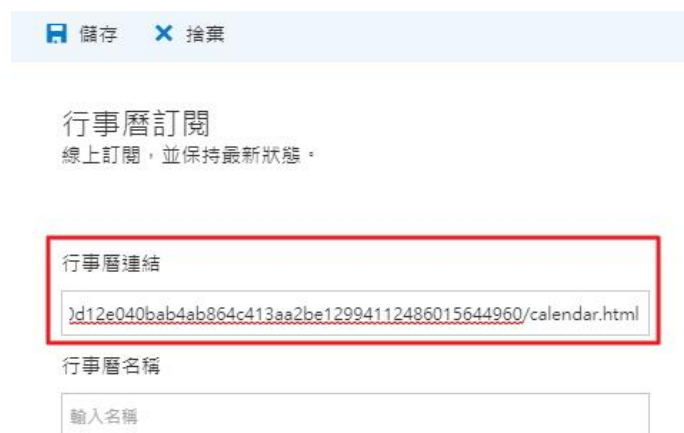 儲存 捨棄
行事曆訂閱
線上訂閱，並保持最新狀態。
行事曆連結
d12e040bab4ab864c413aa2be12994112486015644960/calendar.html
行事曆名稱
輸入名稱